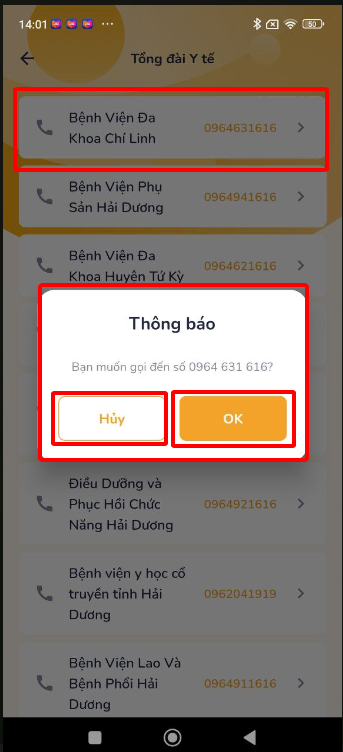 14:01
50
Tổng đài Y tế
Bệnh Viện Đa
Khoa Chí Linh
0964631616
Bệnh Viện Phụ
Sản Hải Dương
0964941616
Bệnh Viện Đa
Khoa Huyện Tứ Kỳ
0964621616
Thông báo
Bạn muốn gọi đến số 0964 631 616?
Hủy
OK
Điều Dưỡng và
Phục Hồi Chức
Năng Hải Dương
0964921616
Bệnh viện y học cổ
truyền tỉnh Hải
Dương
0962041919
Bệnh Viện Lao Và
Bệnh Phổi Hải
Dương
0964911616